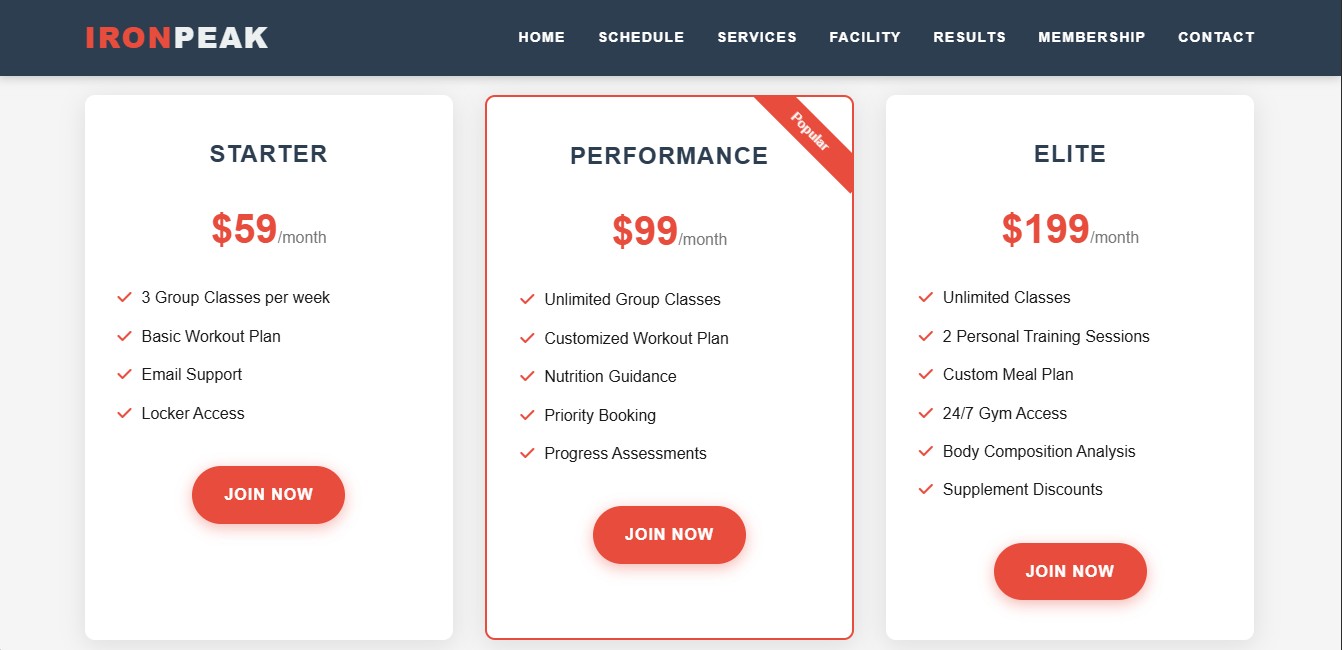 IRONPEAK
HOME SCHEDULE SERVICES FACILITY RESULTS MEMBERSHIP CONTACT
STARTER
$59/month
3 Group Classes per week
Basic Workout Plan
Email Support
Locker Access
JOIN NOW
Popular
PERFORMANCE
$99/month
Unlimited Group Classes
Customized Workout Plan
Nutrition Guidance
Priority Booking
Progress Assessments
JOIN NOW
ELITE
$199/month
Unlimited Classes
2 Personal Training Sessions
Custom Meal Plan
24/7 Gym Access
Body Composition Analysis
Supplement Discounts
JOIN NOW